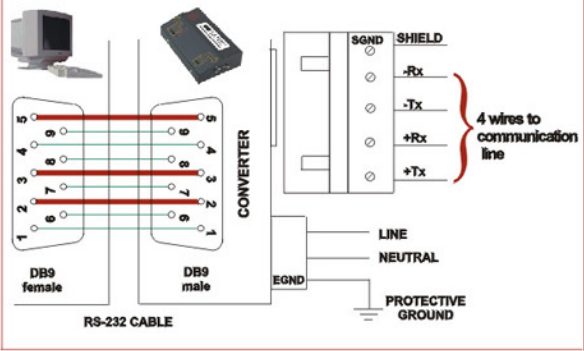 SGND
SHIELD
-Rx
-Tx
+Rx
+Tx
4 wires to
communication
line
5
9
4
8
3
7
2
6
1
DB9
female
5
9
4
8
3
7
2
6
1
DB9
male
CONVERTER
LINE
NEUTRAL
EGND
PROTECTIVE
GROUND
RS-232 CABLE